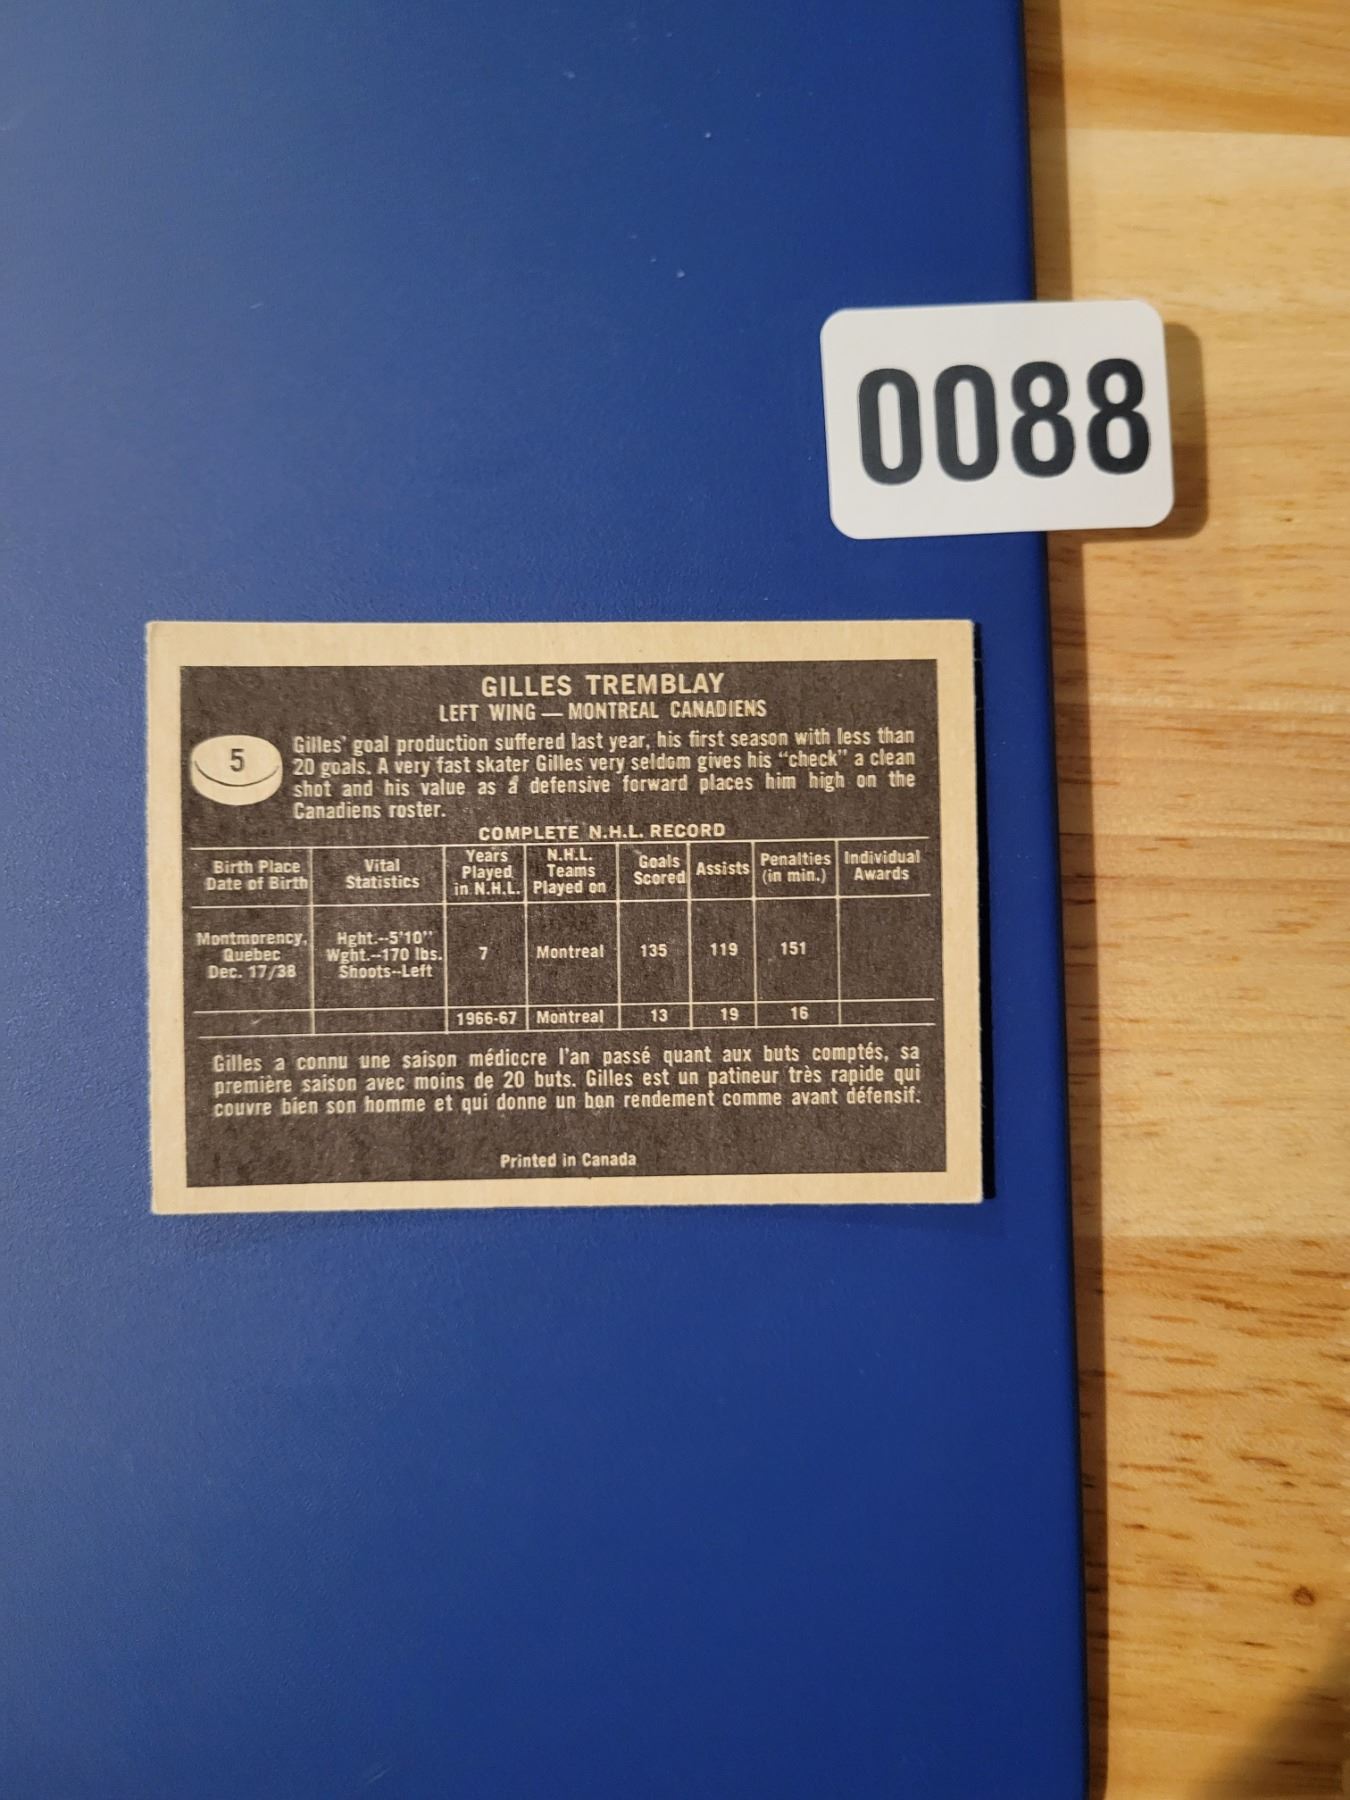 0088
GILLES TREMBLAY
LEFT WING — MONTREAL CANADIENS
5
Gilles' goal production suffered last year, his first season with less than
20 goals. A very fast skater Gilles very seldom gives his "check" a clean
shot and his value as a defensive forward places him high on the
Canadiens roster.
COMPLETE N.H.L. RECORD
Birth Place Date of Birth | Vital Statistics | Years Played in N.H.L. | N.H.L. Teams Played on | Goals Scored | Assists | Penalties (in min.) | Individual Awards
Montmorency, Quebec Dec. 17/38 | Hght.--5'10" Wght.--170 lbs. Shoots--Left | 7 | Montreal | 135 | 119 | 151
1966-67 | Montreal | 13 | 19 | 16
Gilles a connu une saison médiocre l'an passé quant aux buts comptés, sa
première saison avec moins de 20 buts. Gilles est un patineur très rapide qui
couvre bien son homme et qui donne un bon rendement comme avant défensif.
Printed in Canada